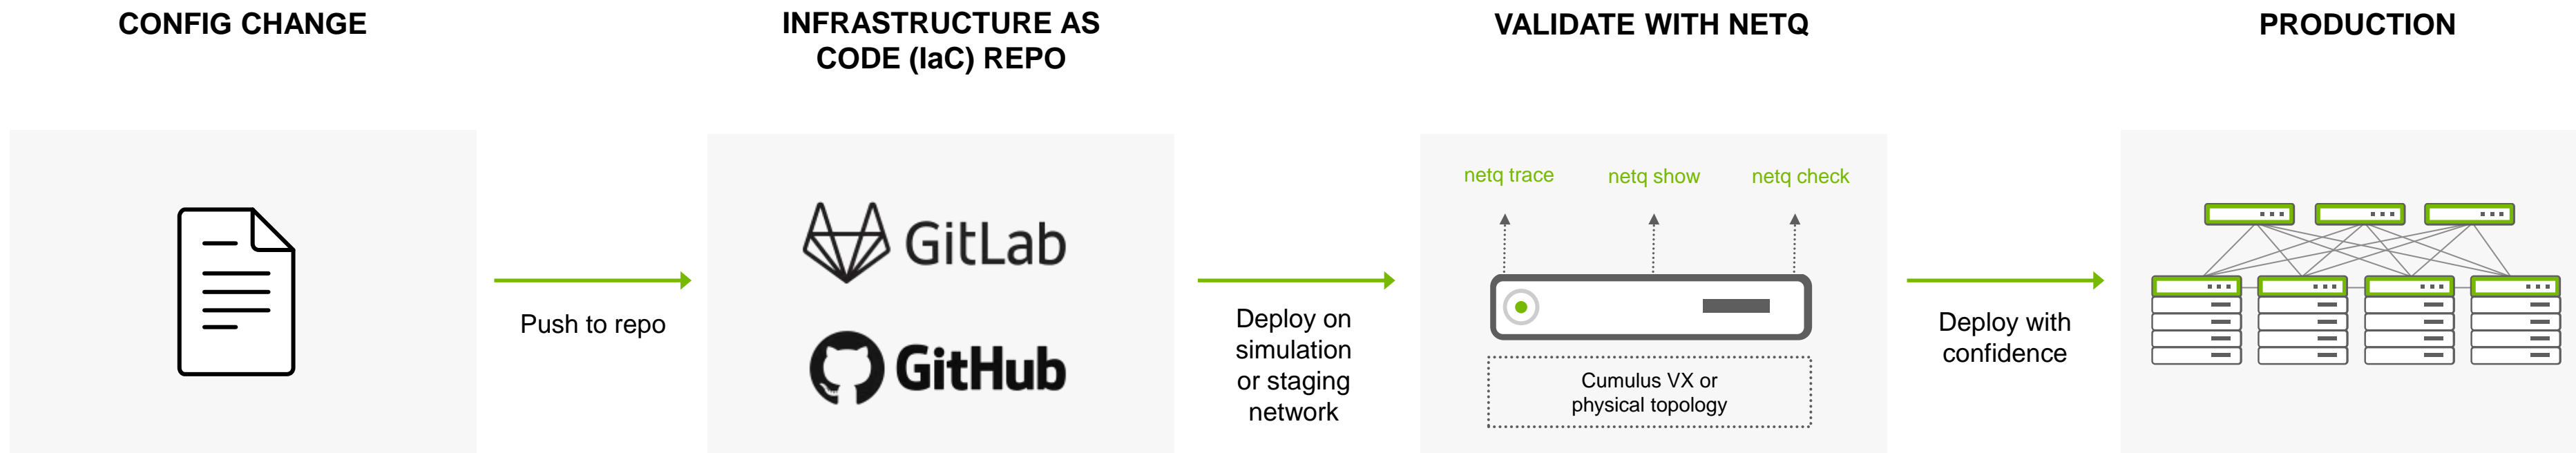 CONFIG CHANGE
INFRASTRUCTURE AS
CODE (IaC) REPO
VALIDATE WITH NETQ
PRODUCTION
Push to repo
GitLab
GitHub
Deploy on
simulation
or staging
network
netq trace
netq show
netq check
Cumulus VX or
physical topology
Deploy with
confidence